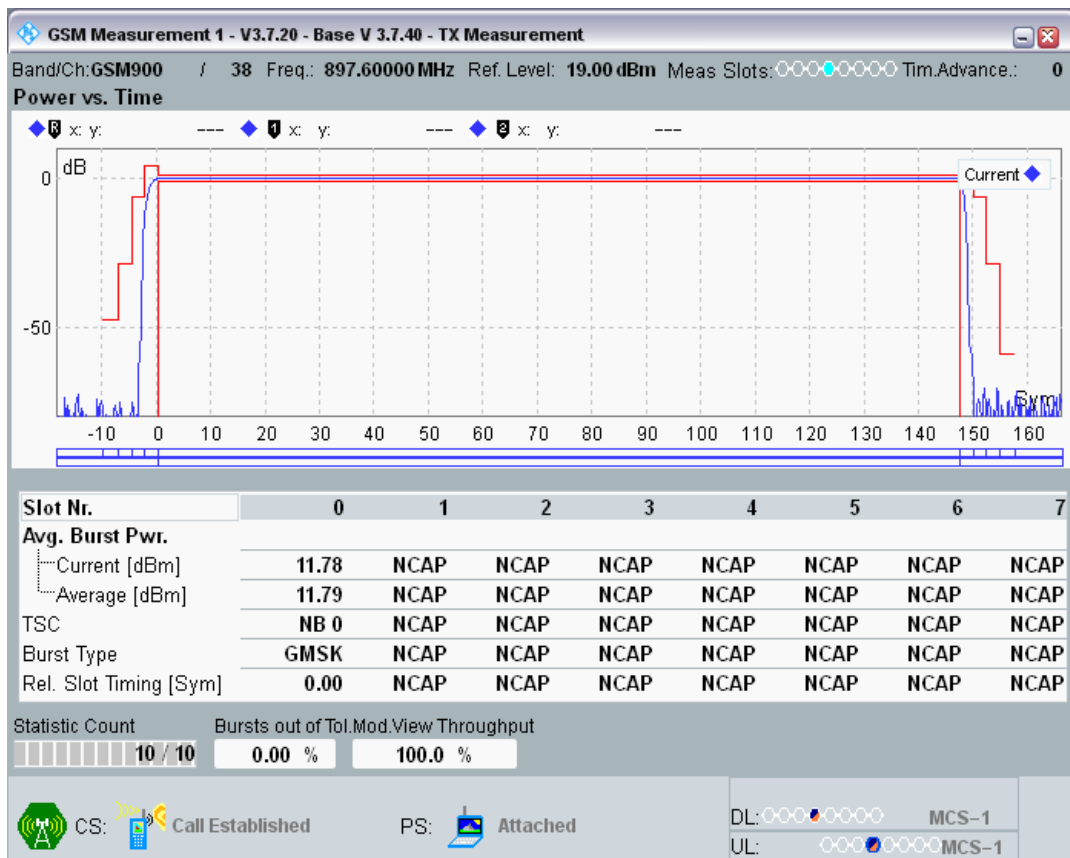 GSM Measurement 1 - V3.7.20 - Base V 3.7.40 - TX Measurement
Band/Ch: GSM900 / 38 Freq.: 897.60000 MHz Ref. Level: 19.00 dBm Meas Slots: Tim.Advance.: 0
Power vs. Time
R x: y: --- 1 x: y: --- 2 x: y: ---
dB
Current
0
-50
Sym
-10 0 10 20 30 40 50 60 70 80 90 100 110 120 130 140 150 160
Slot Nr. 0 1 2 3 4 5 6 7
Avg. Burst Pwr.
Current [dBm] 11.78 NCAP NCAP NCAP NCAP NCAP NCAP NCAP
Average [dBm] 11.79 NCAP NCAP NCAP NCAP NCAP NCAP NCAP
TSC NB 0 NCAP NCAP NCAP NCAP NCAP NCAP NCAP
Burst Type GMSK NCAP NCAP NCAP NCAP NCAP NCAP NCAP
Rel. Slot Timing [Sym] 0.00 NCAP NCAP NCAP NCAP NCAP NCAP NCAP
Statistic Count Bursts out of Tol. Mod.View Throughput
10 / 10 0.00 % 100.0 %
CS: Call Established PS: Attached
DL: MCS-1
UL: MCS-1